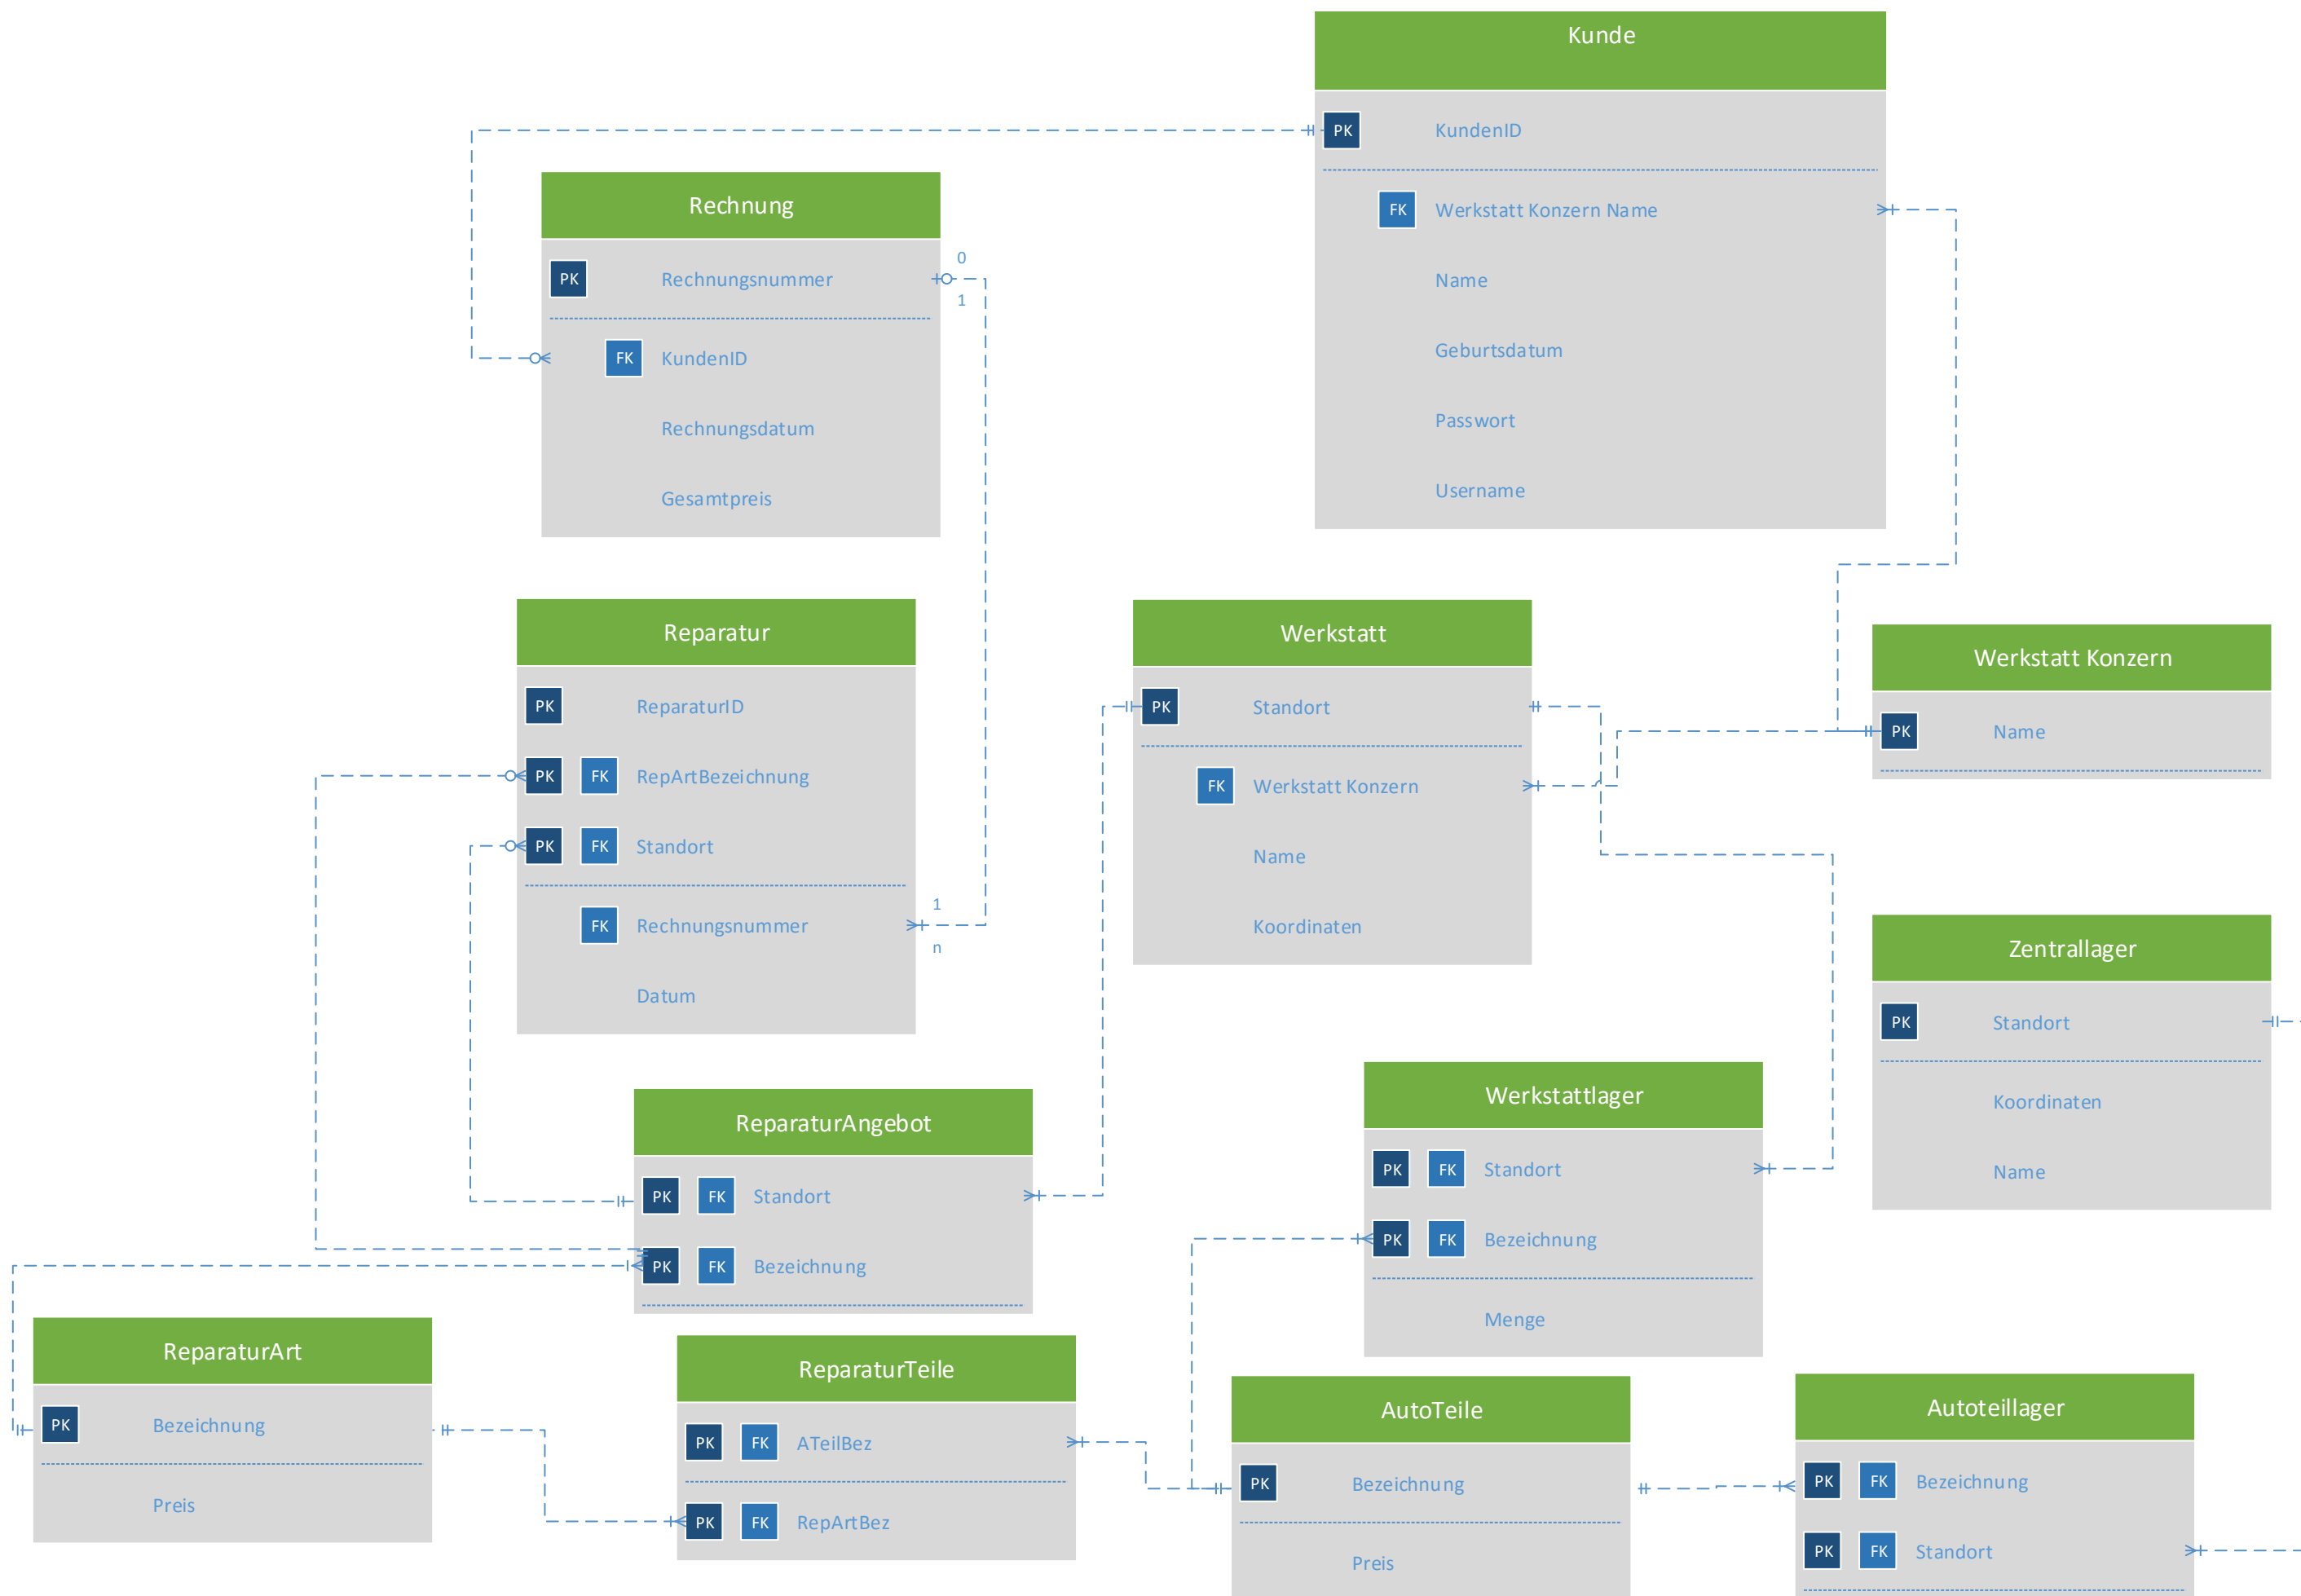 Kunde
PK KundenID
FK Werkstatt Konzern Name
Name
Geburtsdatum
Passwort
Username
Rechnung
PK Rechnungsnummer
FK KundenID
Rechnungsdatum
Gesamtpreis
0
1
Reparatur
PK ReparaturID
PK FK RepArtBezeichnung
PK FK Standort
FK Rechnungsnummer
Datum
1
n
Werkstatt
PK Standort
FK Werkstatt Konzern
Name
Koordinaten
Werkstatt Konzern
PK Name
Zentrallager
PK Standort
Koordinaten
Name
Werkstattlager
PK FK Standort
PK FK Bezeichnung
Menge
ReparaturAngebot
PK FK Standort
PK FK Bezeichnung
ReparaturArt
PK Bezeichnung
Preis
ReparaturTeile
PK FK ATeilBez
PK FK RepArtBez
AutoTeile
PK Bezeichnung
Preis
Autoteillager
PK FK Bezeichnung
PK FK Standort